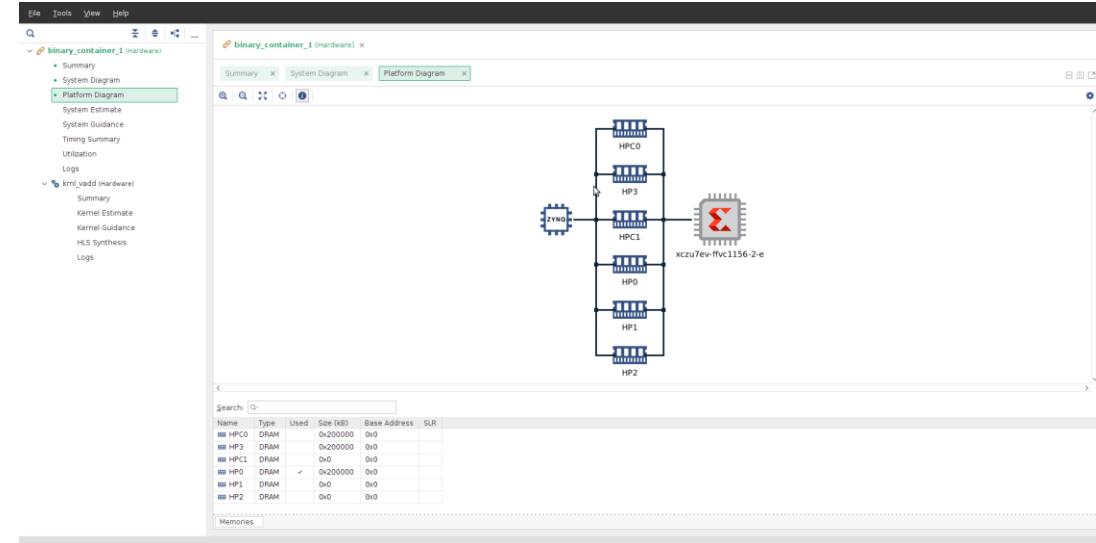 File Tools View Help
binary_container_1 (Hardware)
Summary
System Diagram
Platform Diagram
System Estimate
System Guidance
Timing Summary
Utilization
Logs
krnl_vadd (Hardware)
Summary
Kernel Estimate
Kernel Guidance
HLS Synthesis
Logs
binary_container_1 (Hardware) ×
Summary × System Diagram × Platform Diagram ×
HPC0
HP3
ZYNQ
HPC1
xczu7ev-ffvc1156-2-e
HP0
HP1
HP2
Search:
Name Type Used Size (kB) Base Address SLR
HPC0 DRAM 0x200000 0x0
HP3 DRAM 0x200000 0x0
HPC1 DRAM 0x0 0x0
HP0 DRAM ✓ 0x200000 0x0
HP1 DRAM 0x0 0x0
HP2 DRAM 0x0 0x0
Memories